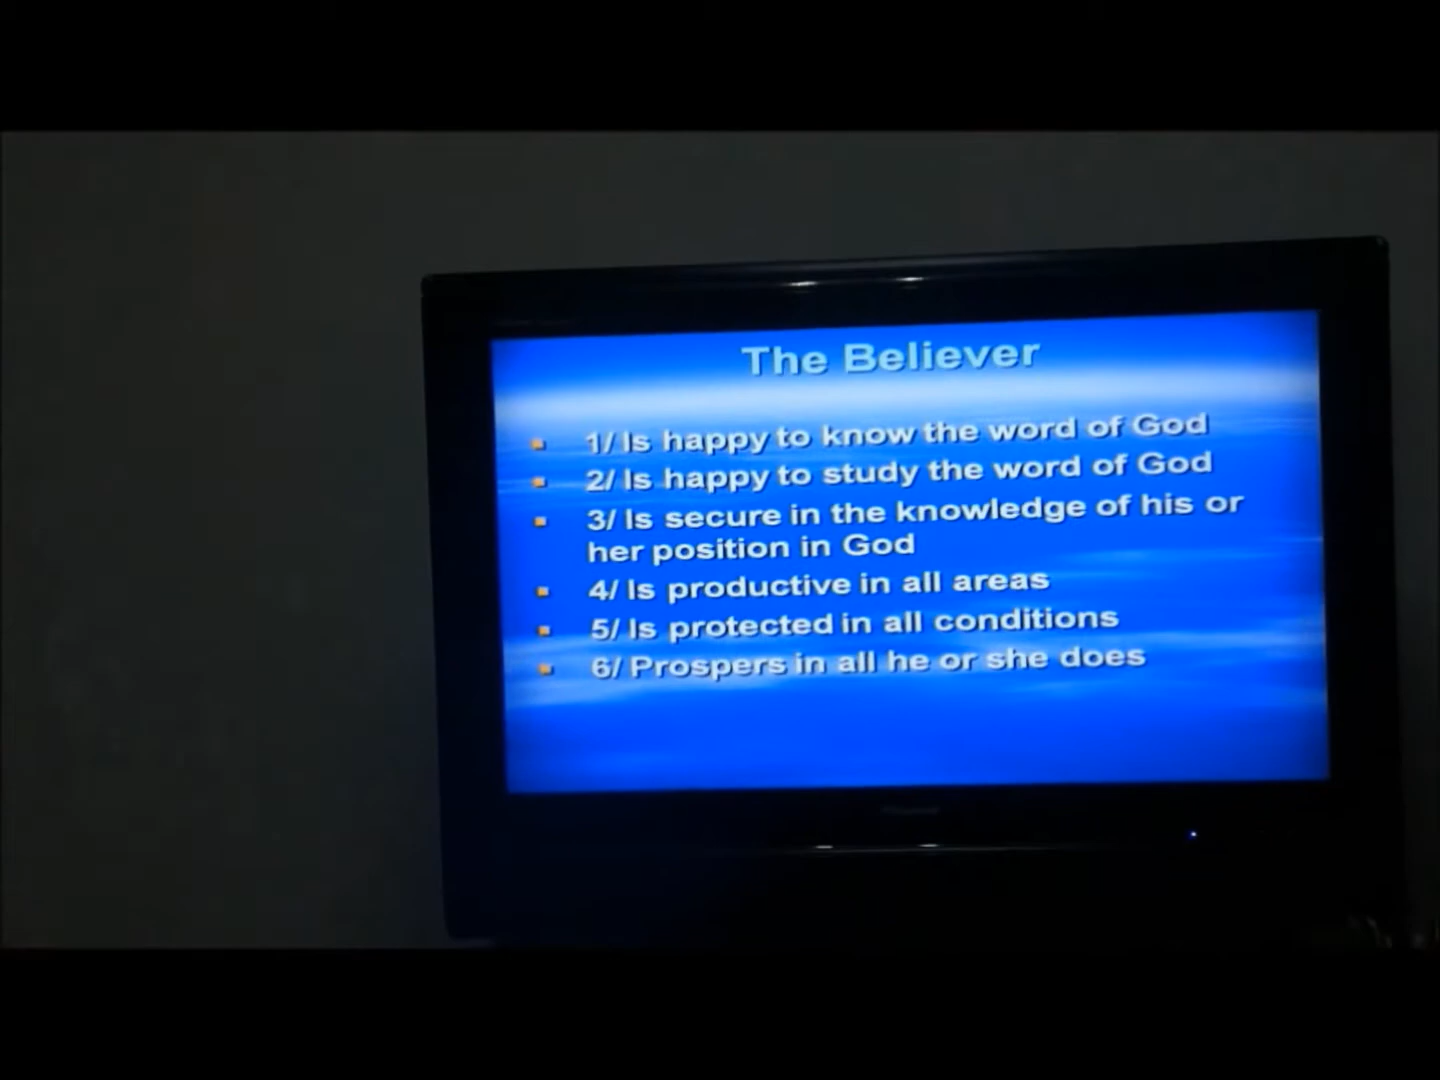 The Believer
1/ Is happy to know the word of God
2/ Is happy to study the word of God
3/ Is secure in the knowledge of his or
her position in God
4/ Is productive in all areas
5/ Is protected in all conditions
6/ Prospers in all he or she does